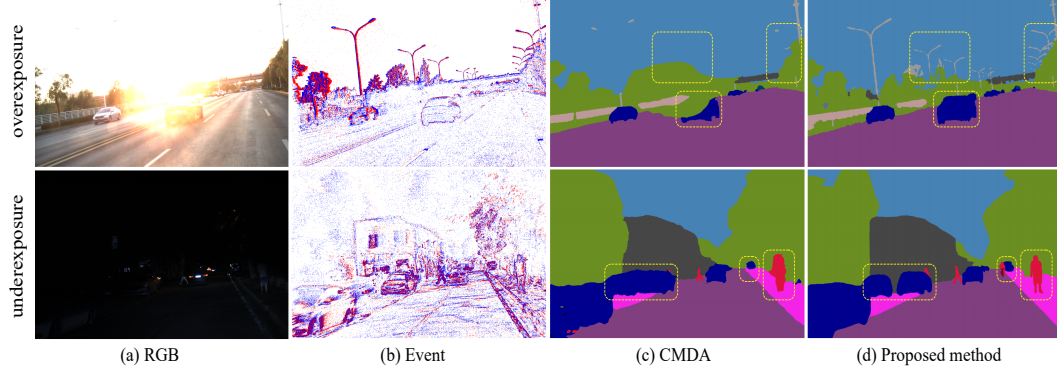 overexposure
underexposure
(a) RGB
(b) Event
(c) CMDA
(d) Proposed method